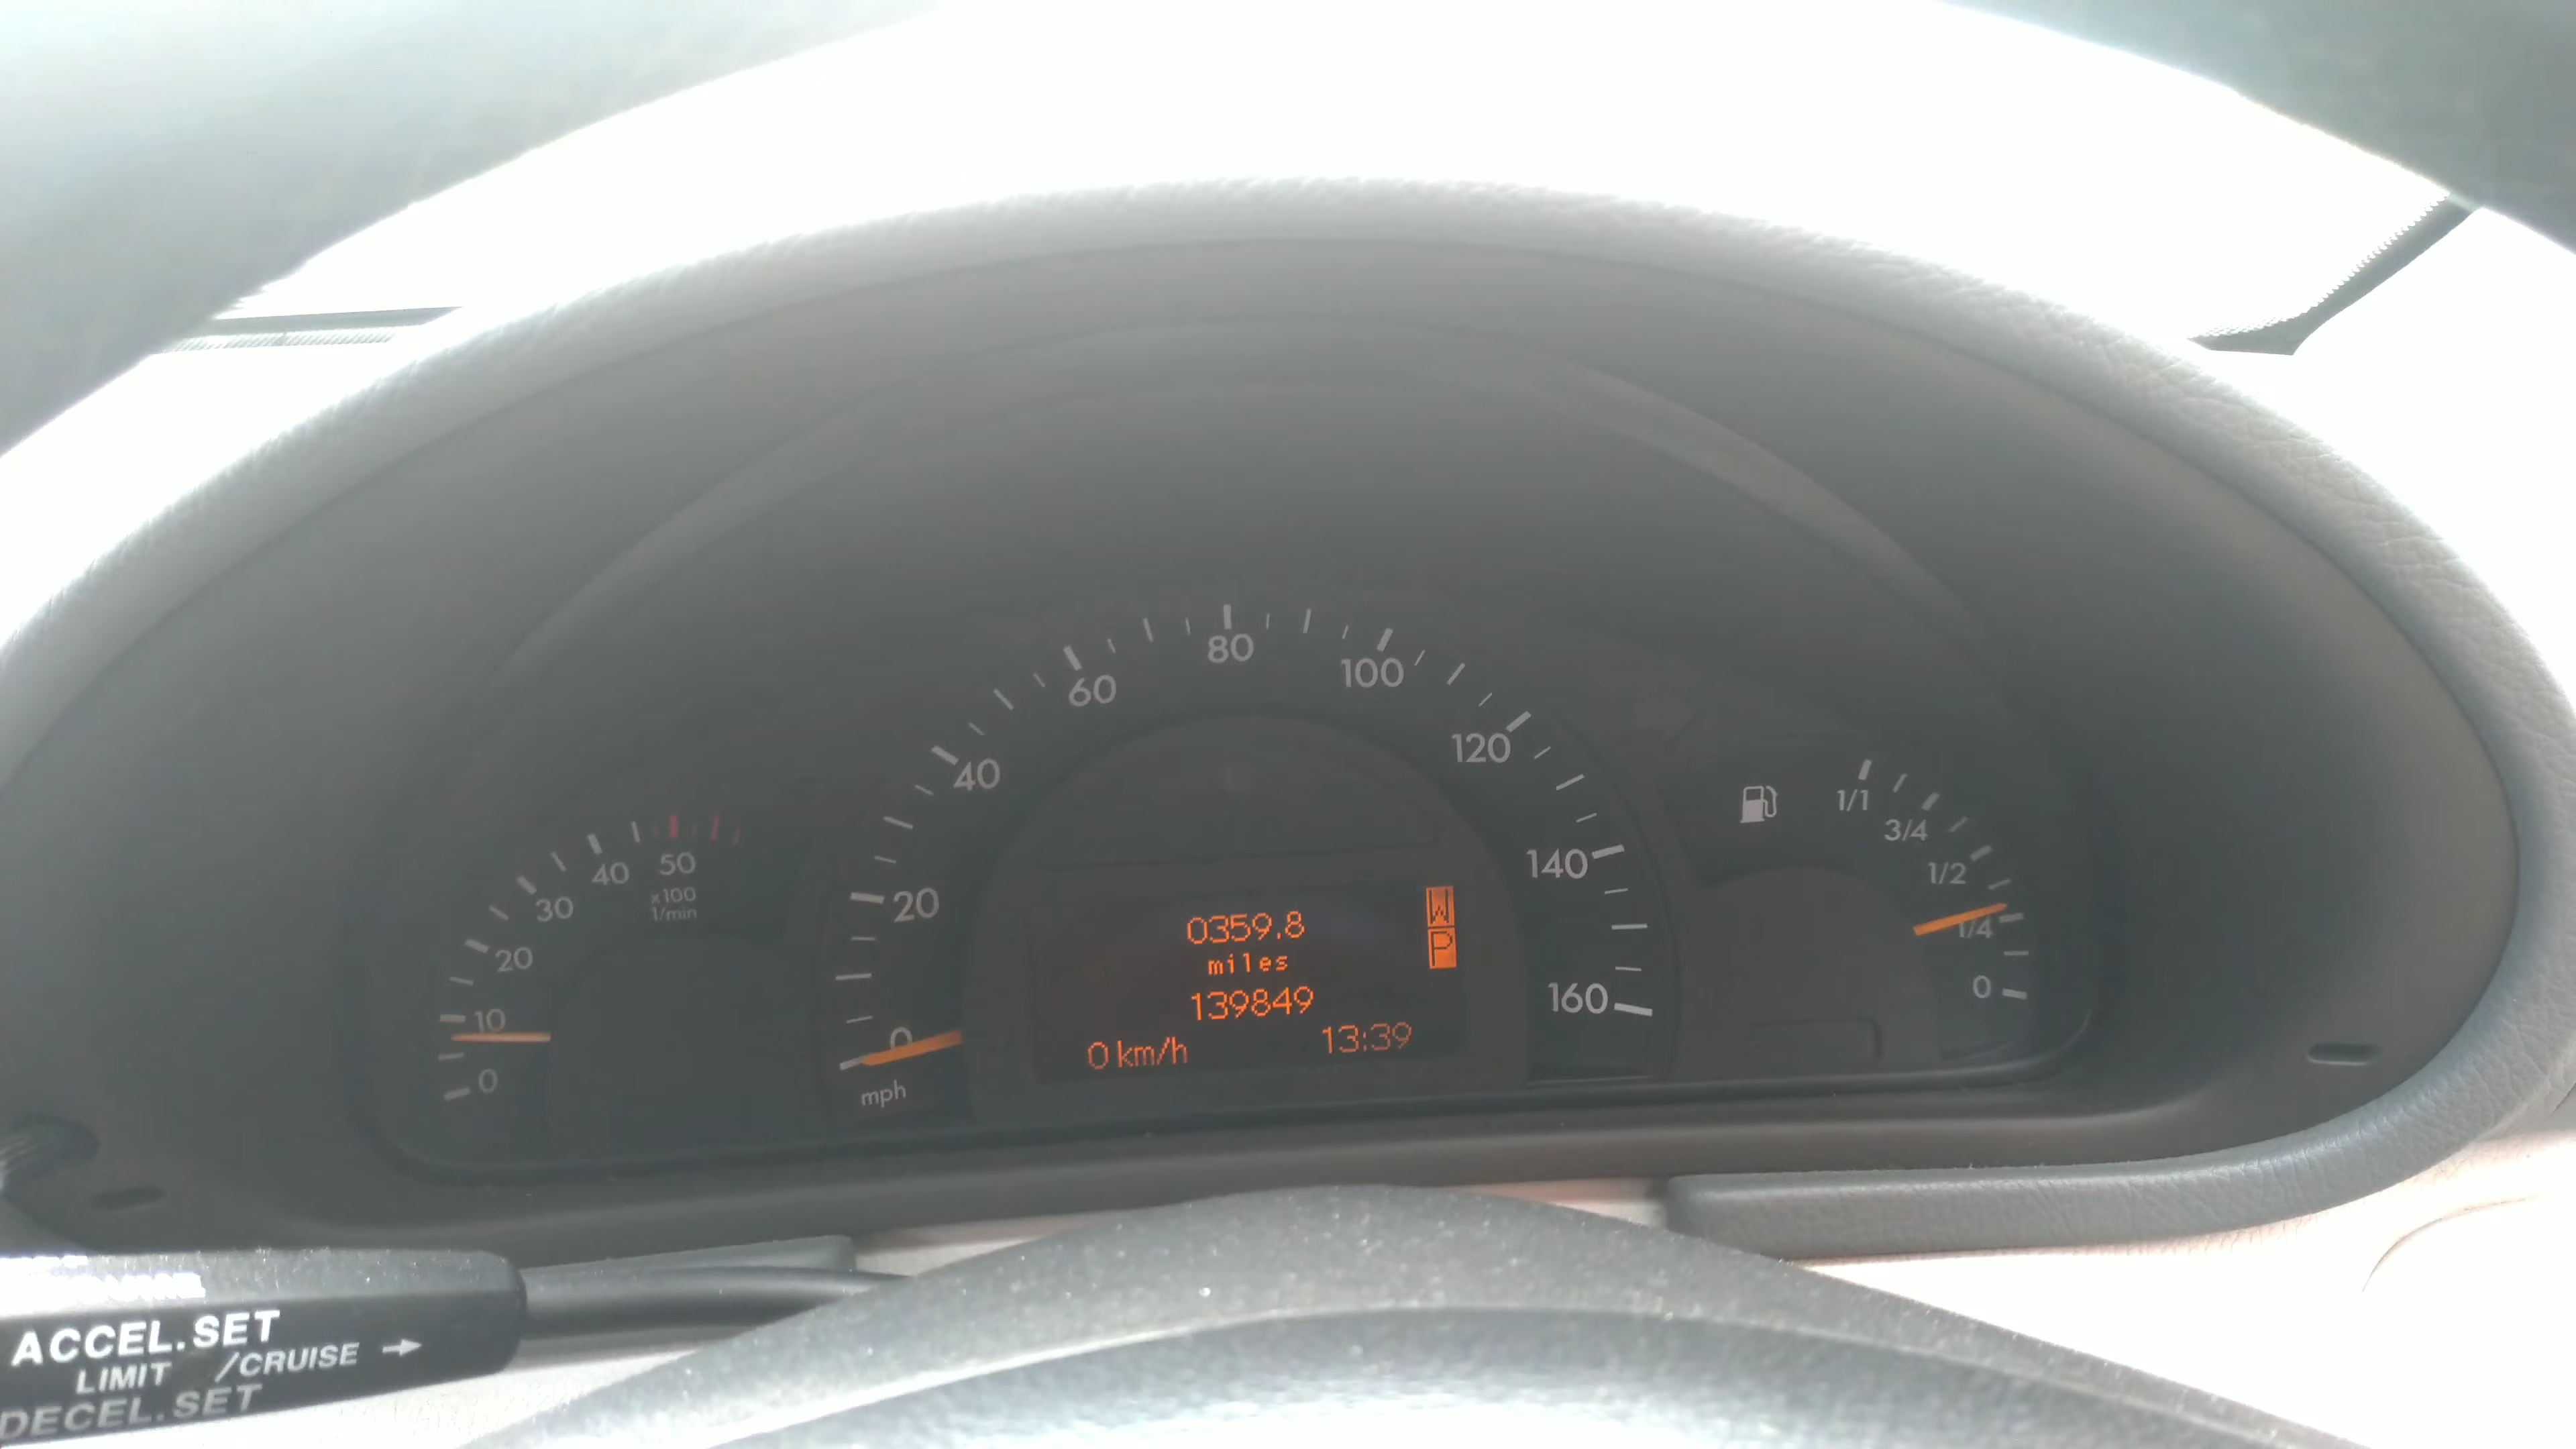 80
60
100
40
120
20
140
160
0
mph
1/1
3/4
1/2
1/4
0
50
40
30
20
10
0
x100
1/min
0359.8
miles
139849
0 km/h
13:39
W
P
ACCEL.SET
LIMIT /CRUISE →
DECEL.SET